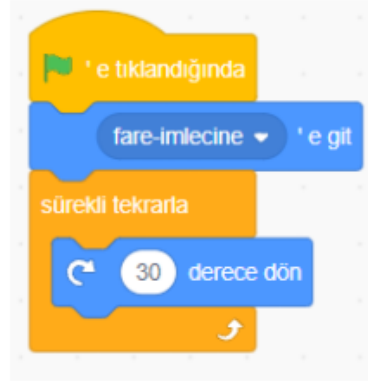 ' e tıklandığında
fare-imlecine ' e git
sürekli tekrarla
30 derece dön